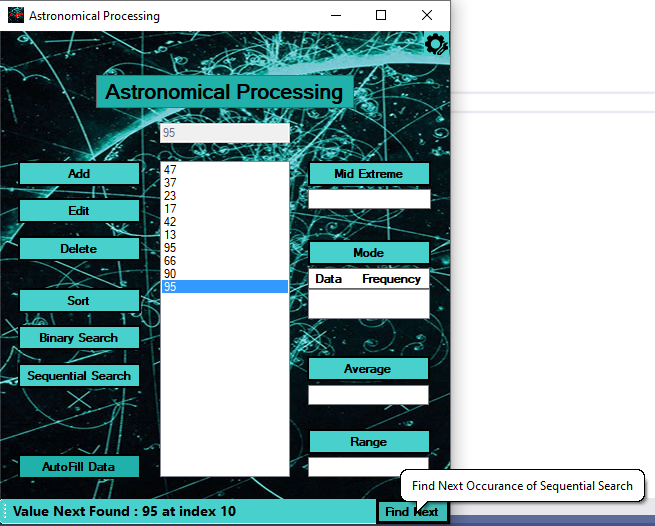 Astronomical Processing
Astronomical Processing
95
Add
Edit
Delete
Sort
Binary Search
Sequential Search
AutoFill Data
47
37
23
17
42
13
95
66
90
95
Mid Extreme
Mode
Data Frequency
Average
Range
Find Next Occurance of Sequential Search
Value Next Found : 95 at index 10
Find Next